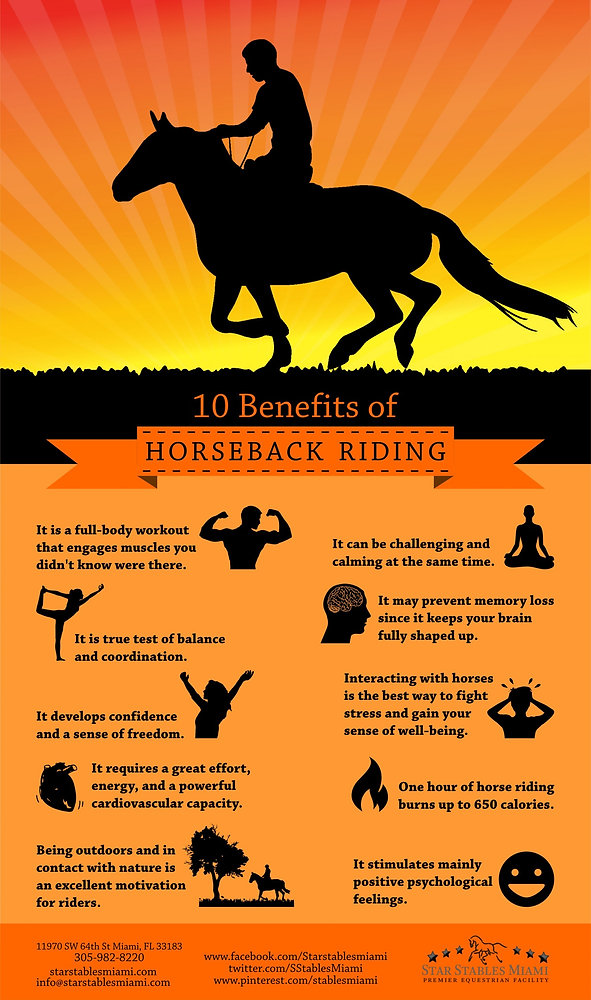 10 Benefits of
HORSEBACK RIDING
It is a full-body workout
that engages muscles you
didn't know were there.
It is true test of balance
and coordination.
It develops confidence
and a sense of freedom.
It requires a great effort,
energy, and a powerful
cardiovascular capacity.
Being outdoors and in
contact with nature is
an excellent motivation
for riders.
It can be challenging and
calming at the same time.
It may prevent memory loss
since it keeps your brain
fully shaped up.
Interacting with horses
is the best way to fight
stress and gain your
sense of well-being.
One hour of horse riding
burns up to 650 calories.
It stimulates mainly
positive psychological
feelings.
11970 SW 64th St Miami, FL 33183
305-982-8220
starstablesmiami.com
info@starstablesmiami.com
www.facebook.com/Starstablesmiami
twitter.com/SStablesMiami
www.pinterest.com/stablesmiami
STAR STABLES MIAMI
PREMIER EQUESTRIAN FACILITY